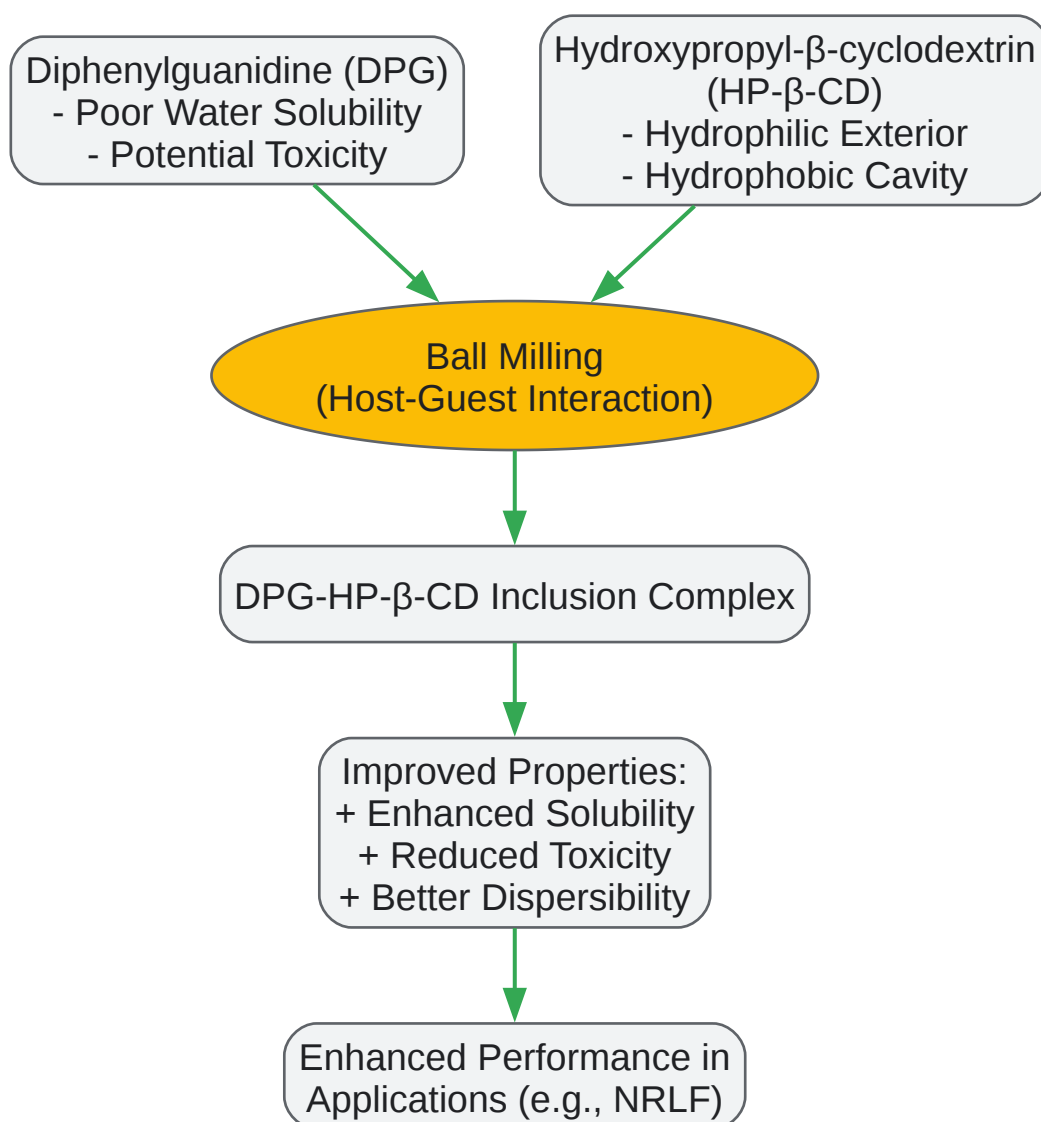 Diphenylguanidine (DPG)
- Poor Water Solubility
- Potential Toxicity
Hydroxypropyl-β-cyclodextrin
(HP-β-CD)
- Hydrophilic Exterior
- Hydrophobic Cavity
Ball Milling
(Host-Guest Interaction)
DPG-HP-β-CD Inclusion Complex
Improved Properties:
+ Enhanced Solubility
+ Reduced Toxicity
+ Better Dispersibility
Enhanced Performance in
Applications (e.g., NRLF)